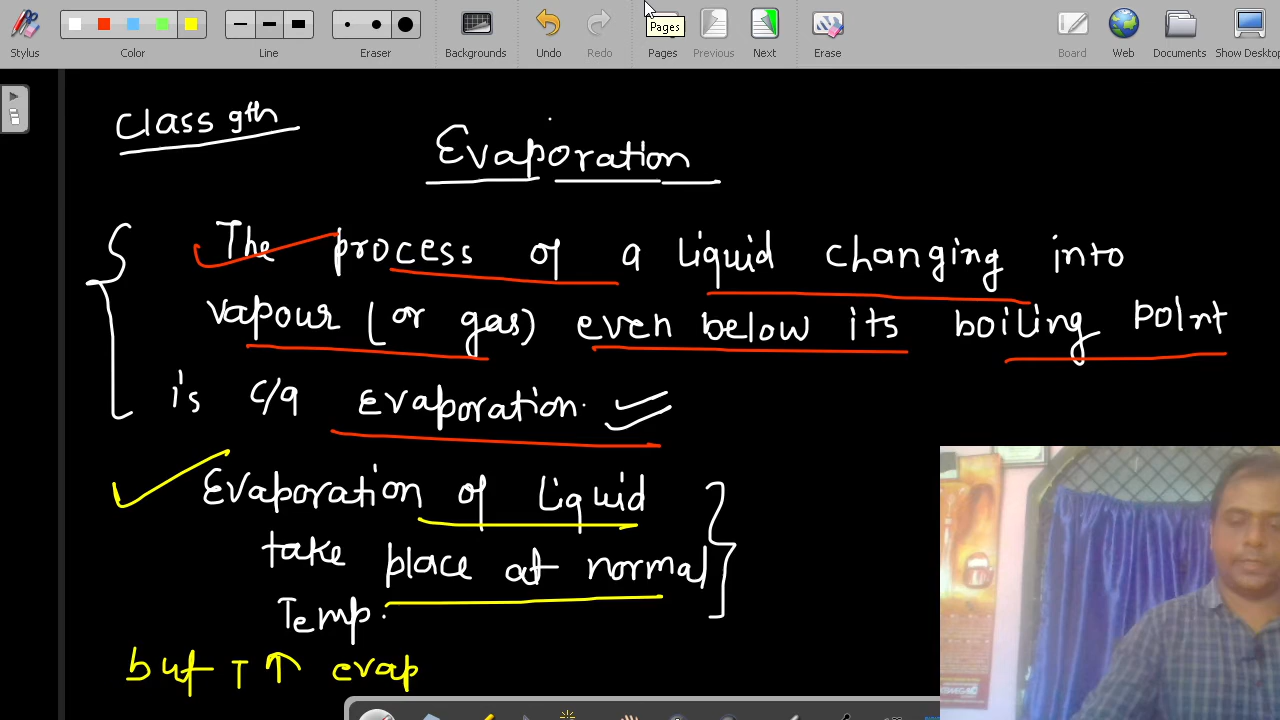 Stylus
Color
Line
Eraser
Backgrounds
Undo
Redo
Pages
Pages
Previous
Next
Erase
Board
Web
Documents
Show Desktop
Class 9th
Evaporation
The process of a liquid changing into
vapour (or gas) even below its boiling point
is c/a Evaporation.
Evaporation of Liquid
take place at normal
Temp.
but T ↑ evap